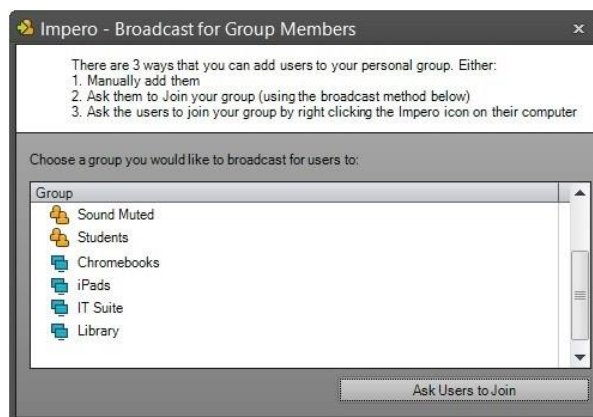 Impero - Broadcast for Group Members
There are 3 ways that you can add users to your personal group. Either:
1. Manually add them
2. Ask them to Join your group (using the broadcast method below)
3. Ask the users to join your group by right clicking the Impero icon on their computer
Choose a group you would like to broadcast for users to:
Group
Sound Muted
Students
Chromebooks
iPads
IT Suite
Library
Ask Users to Join